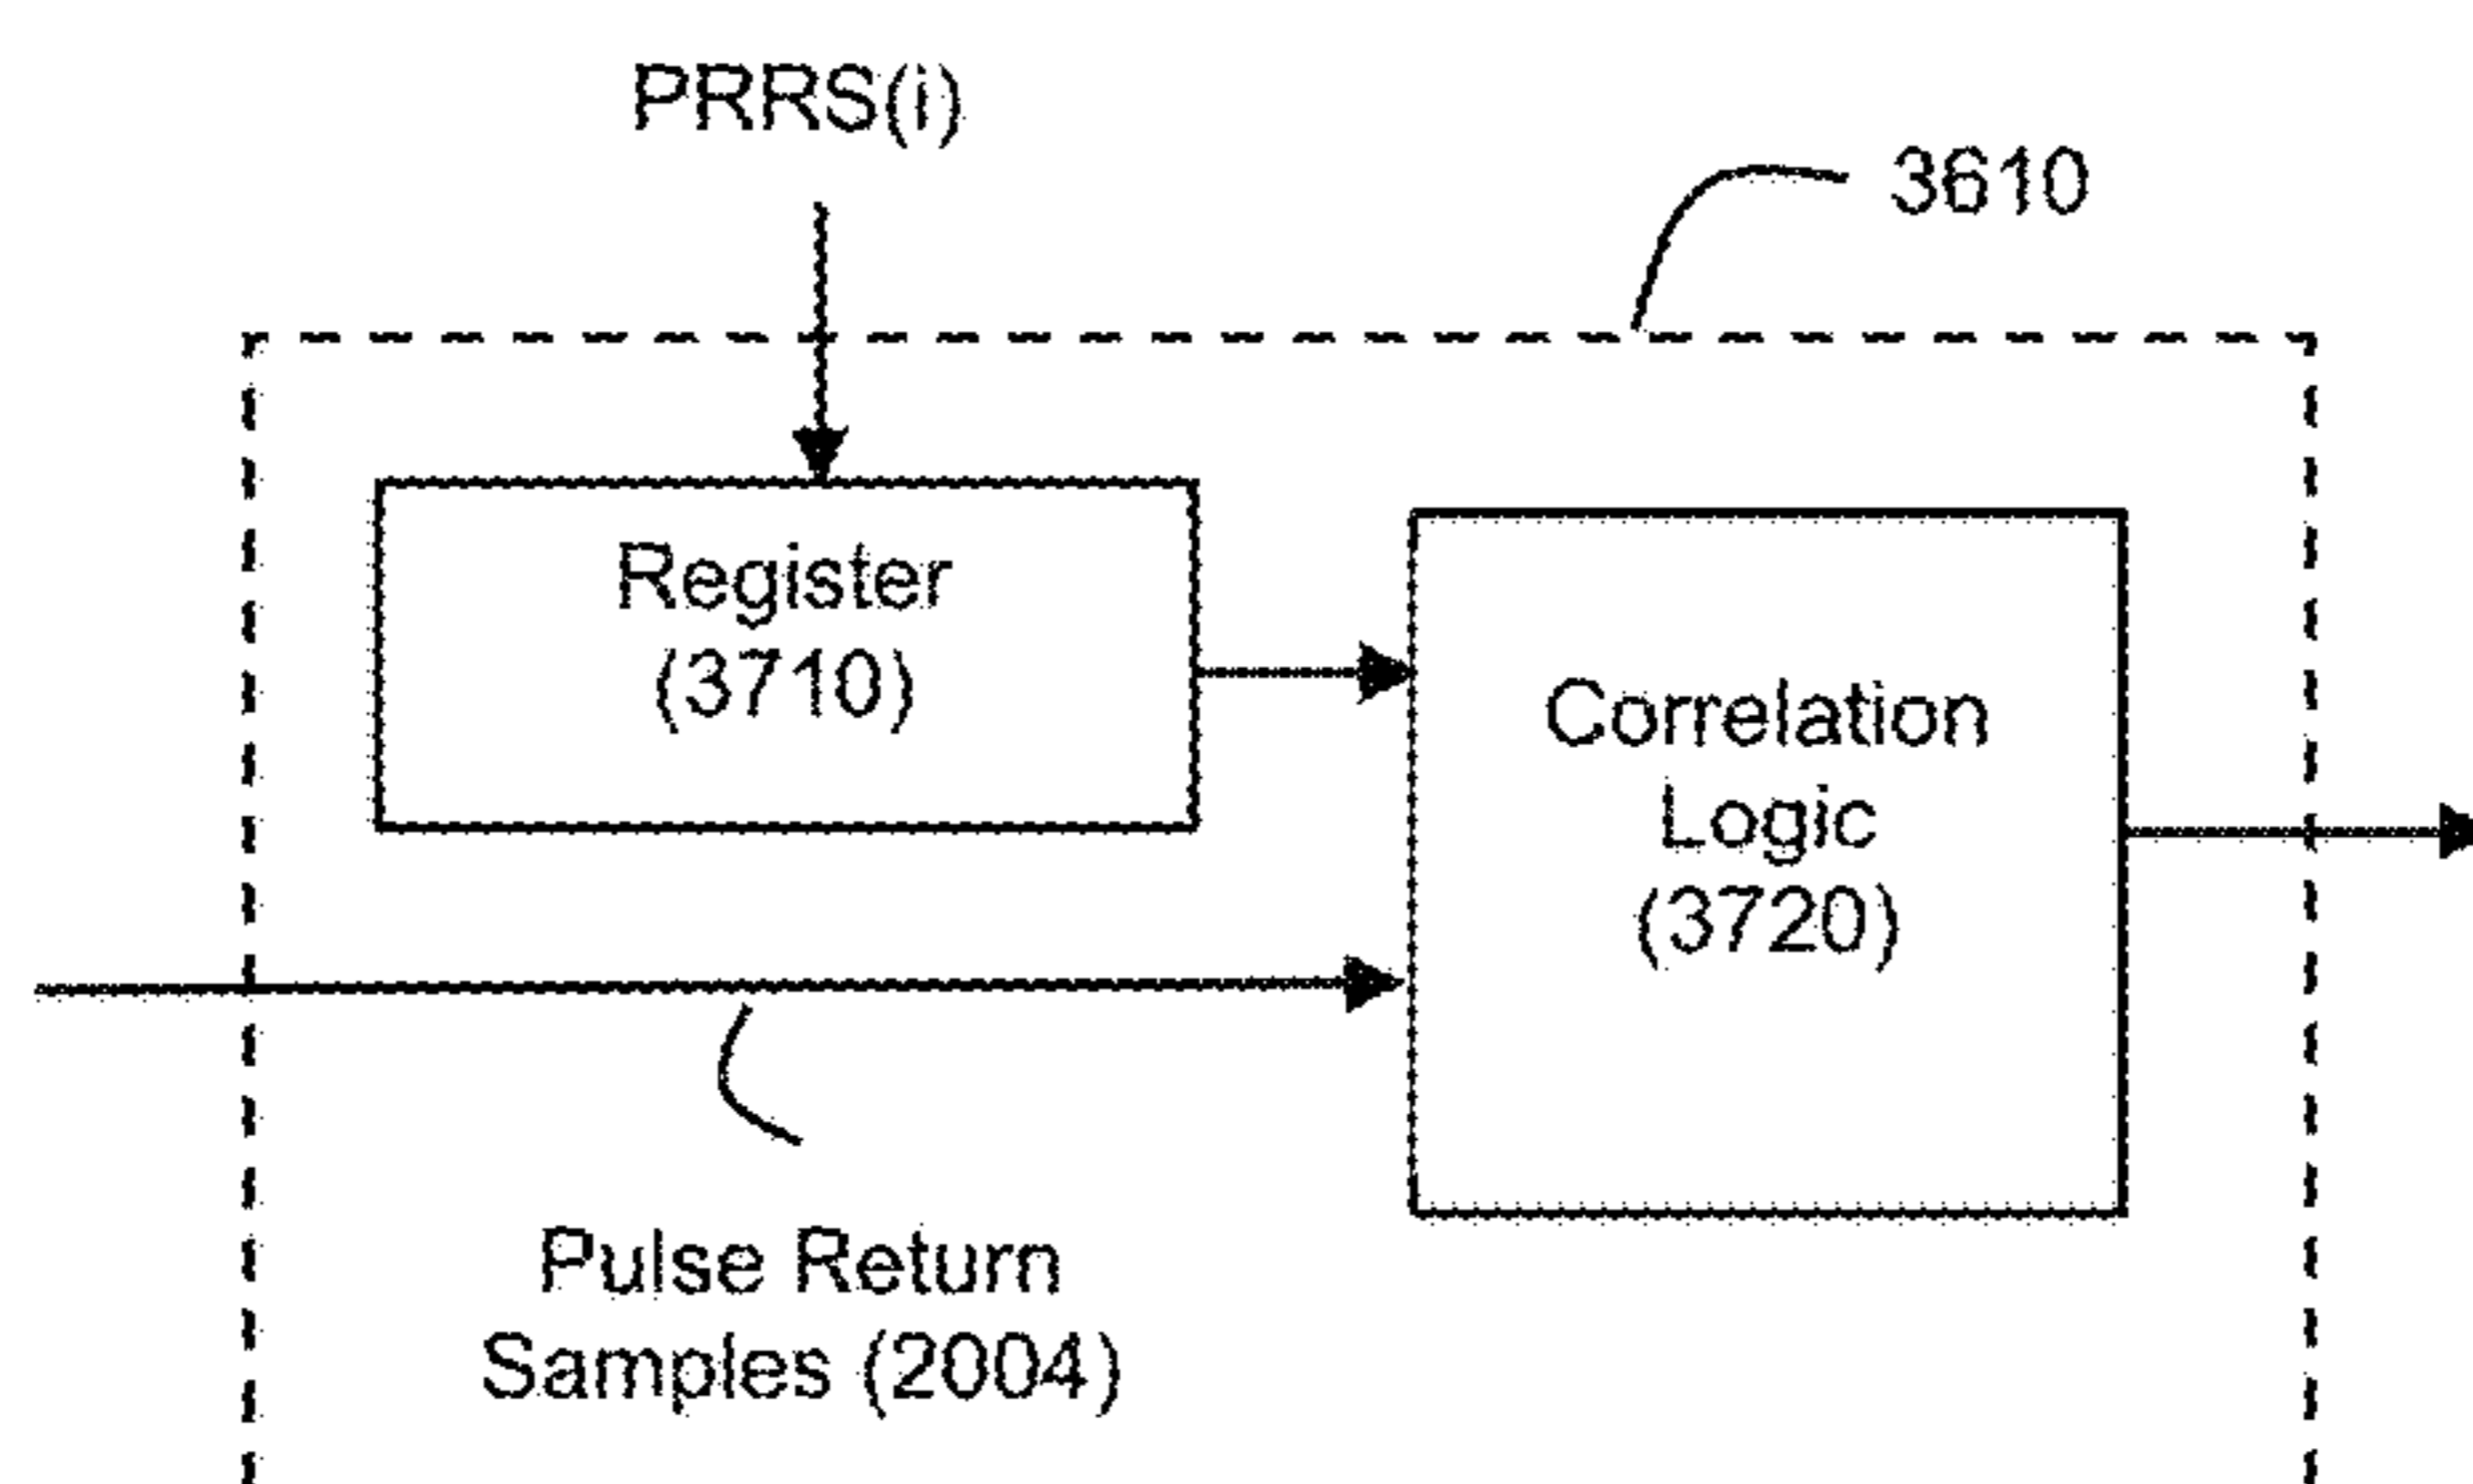 PRRS(i)
3610
Register
(3710)
Correlation
Logic
(3720)
Pulse Return
Samples (2004)